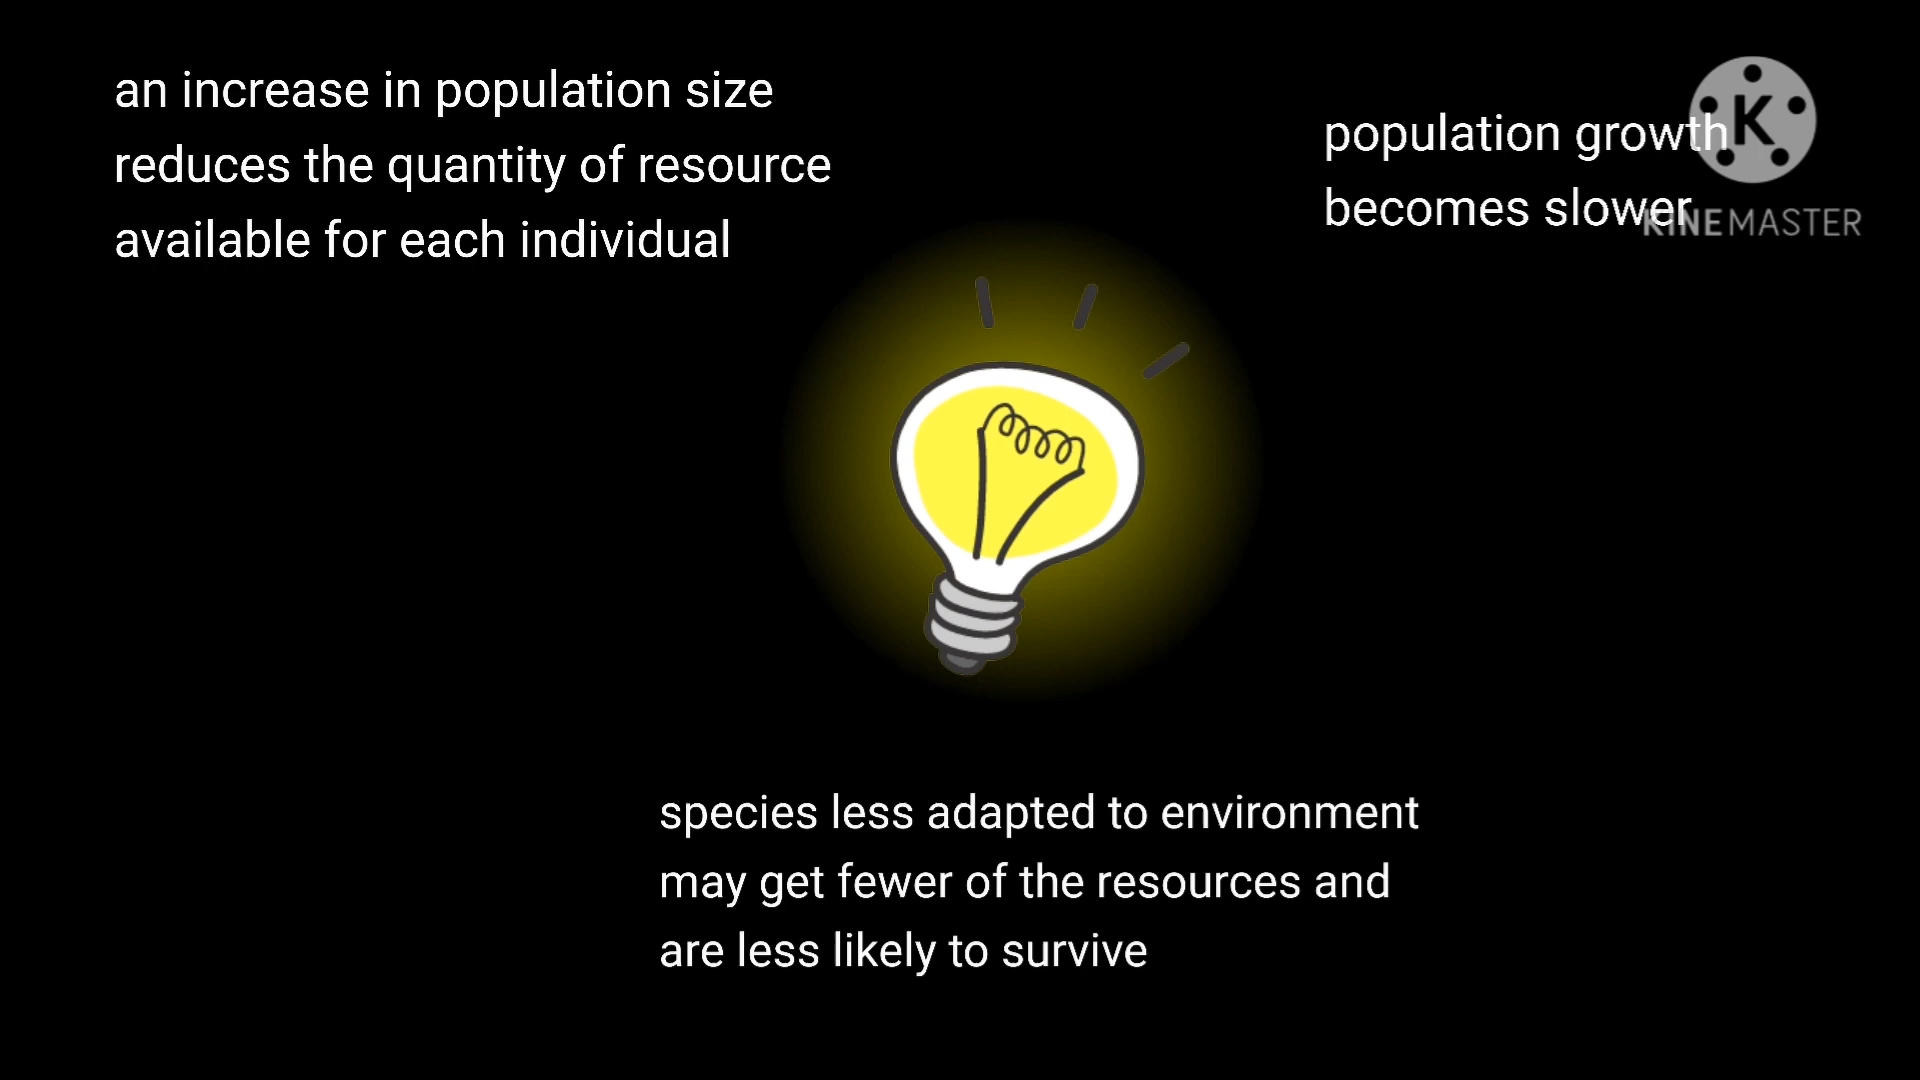 an increase in population size
reduces the quantity of resource
available for each individual
population growth
becomes slower
K
KINEMASTER
species less adapted to environment
may get fewer of the resources and
are less likely to survive